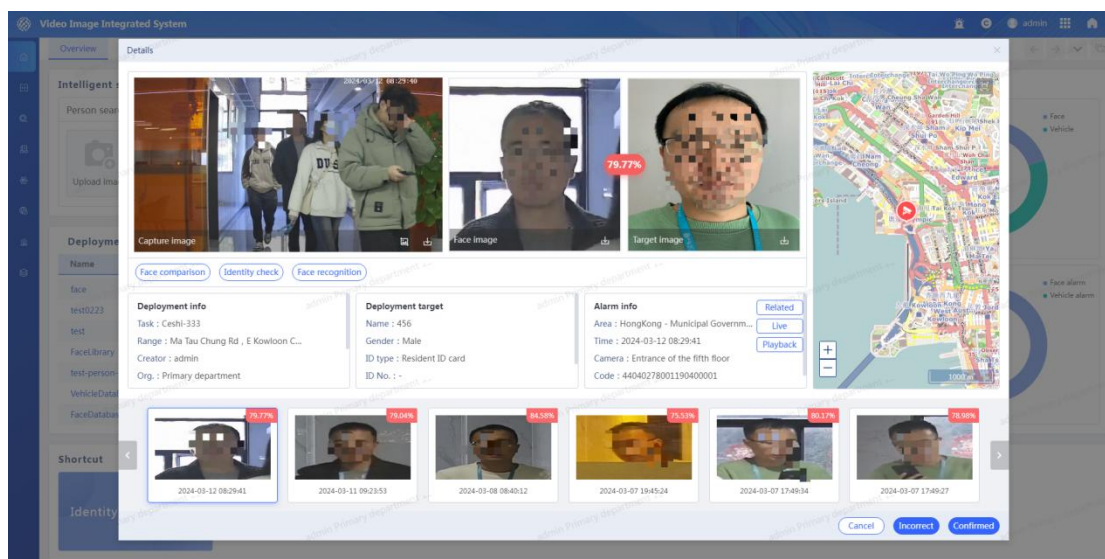 Video Image Integrated System
admin
Overview
Details
Intelligent s
Person sear
Upload Ima
2024/03/12 08:29:40
Capture image
Face image
79.77%
Target image
Face
Vehicle
Face comparison
Identity check
Face recognition
Deployme
Name
face
test0223
test
FaceLibrary
test-person-
VehicleDatal
FaceDatabas
Deployment info
Task : Ceshi-333
Range : Ma Tau Chung Rd , E Kowloon C...
Creator : admin
Org. : Primary department
Deployment target
Name : 456
Gender : Male
ID type : Resident ID card
ID No. : -
Alarm info
Area : HongKong - Municipal Governm...
Time : 2024-03-12 08:29:41
Camera : Entrance of the fifth floor
Code : 44040278001190400001
Related
Live
Playback
1000 m
Face alarm
Vehicle alarm
79.77%
79.04%
84.58%
75.53%
80.17%
78.98%
2024-03-12 08:29:41
2024-03-11 09:23:53
2024-03-08 08:40:12
2024-03-07 19:45:24
2024-03-07 17:49:34
2024-03-07 17:49:27
Shortcut
Identity
Cancel
Incorrect
Confirmed